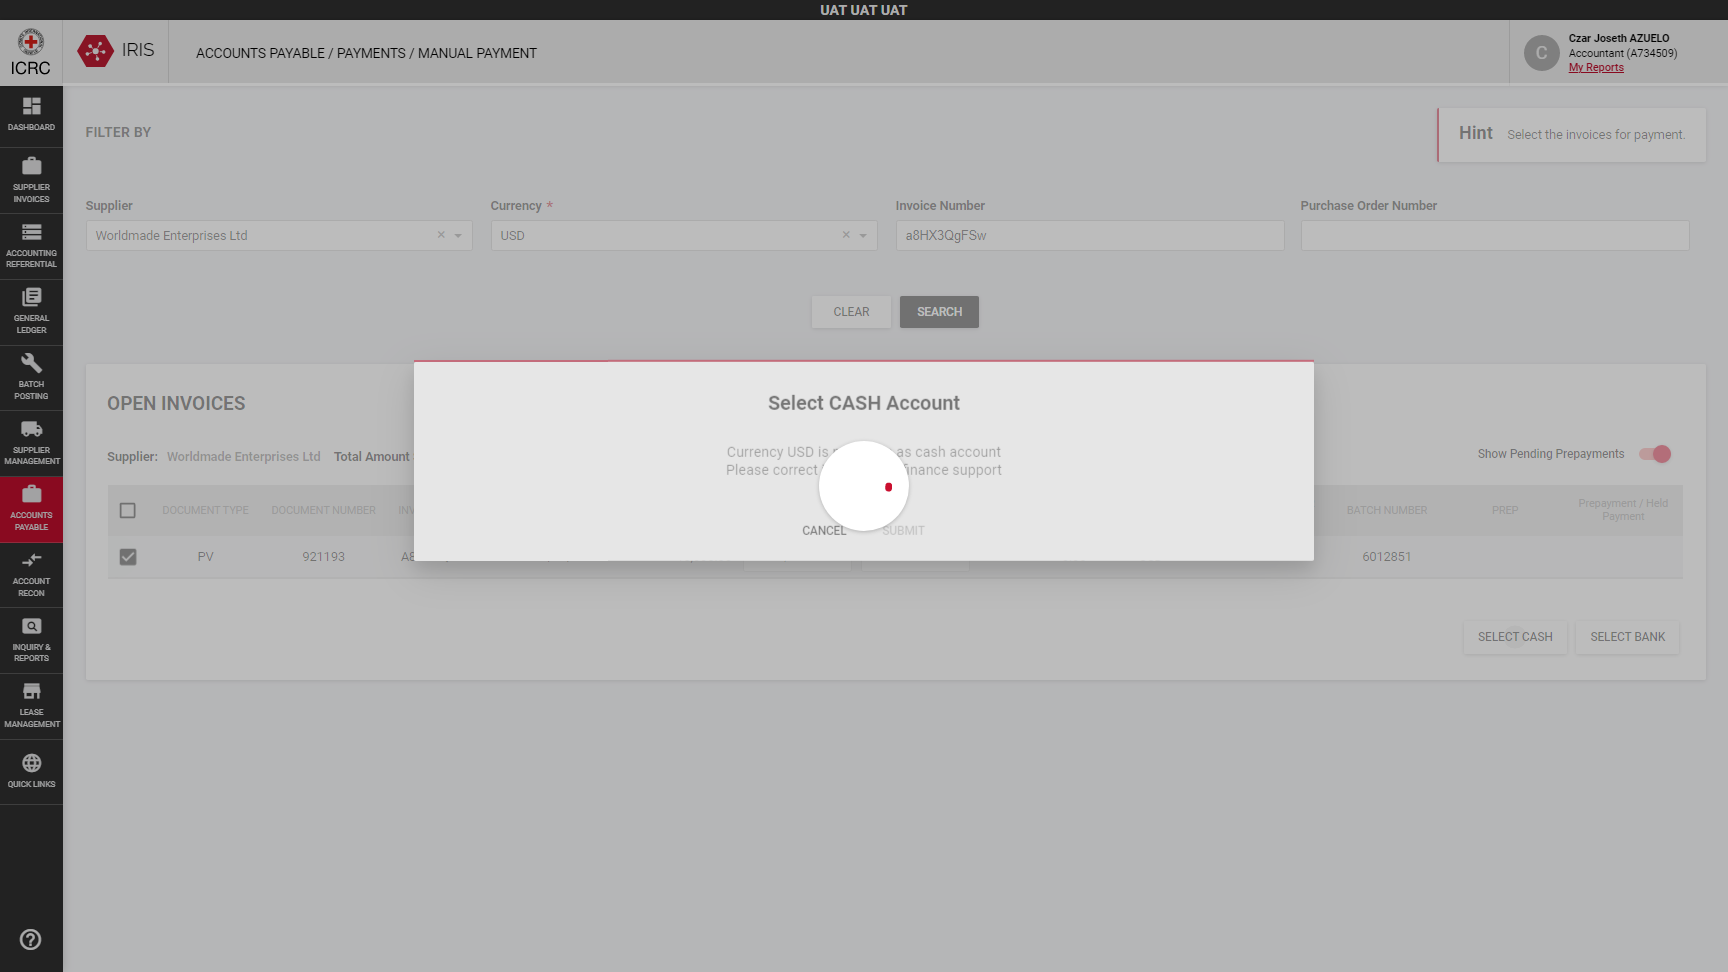 UAT UAT UAT
ICRC
IRIS
ACCOUNTS PAYABLE / PAYMENTS / MANUAL PAYMENT
C
Czar Joseth AZUELO
Accountant (A734509)
My Reports
DASHBOARD
SUPPLIER
INVOICES
ACCOUNTING
REFERENTIAL
GENERAL
LEDGER
BATCH
POSTING
SUPPLIER
MANAGEMENT
ACCOUNTS
PAYABLE
ACCOUNT
RECON
INQUIRY &
REPORTS
LEASE
MANAGEMENT
QUICK LINKS
FILTER BY
Hint Select the invoices for payment.
Supplier Currency * Invoice Number Purchase Order Number
Worldmade Enterprises Ltd USD a8HX3QgFSw
CLEAR SEARCH
OPEN INVOICES
Supplier: Worldmade Enterprises Ltd Total Amount
Show Pending Prepayments
DOCUMENT TYPE DOCUMENT NUMBER BATCH NUMBER PREP Prepayment / Held
Payment
PV 921193 6012851
Select CASH Account
Currency USD is as cash account
Please correct finance support
CANCEL SUBMIT
SELECT CASH SELECT BANK